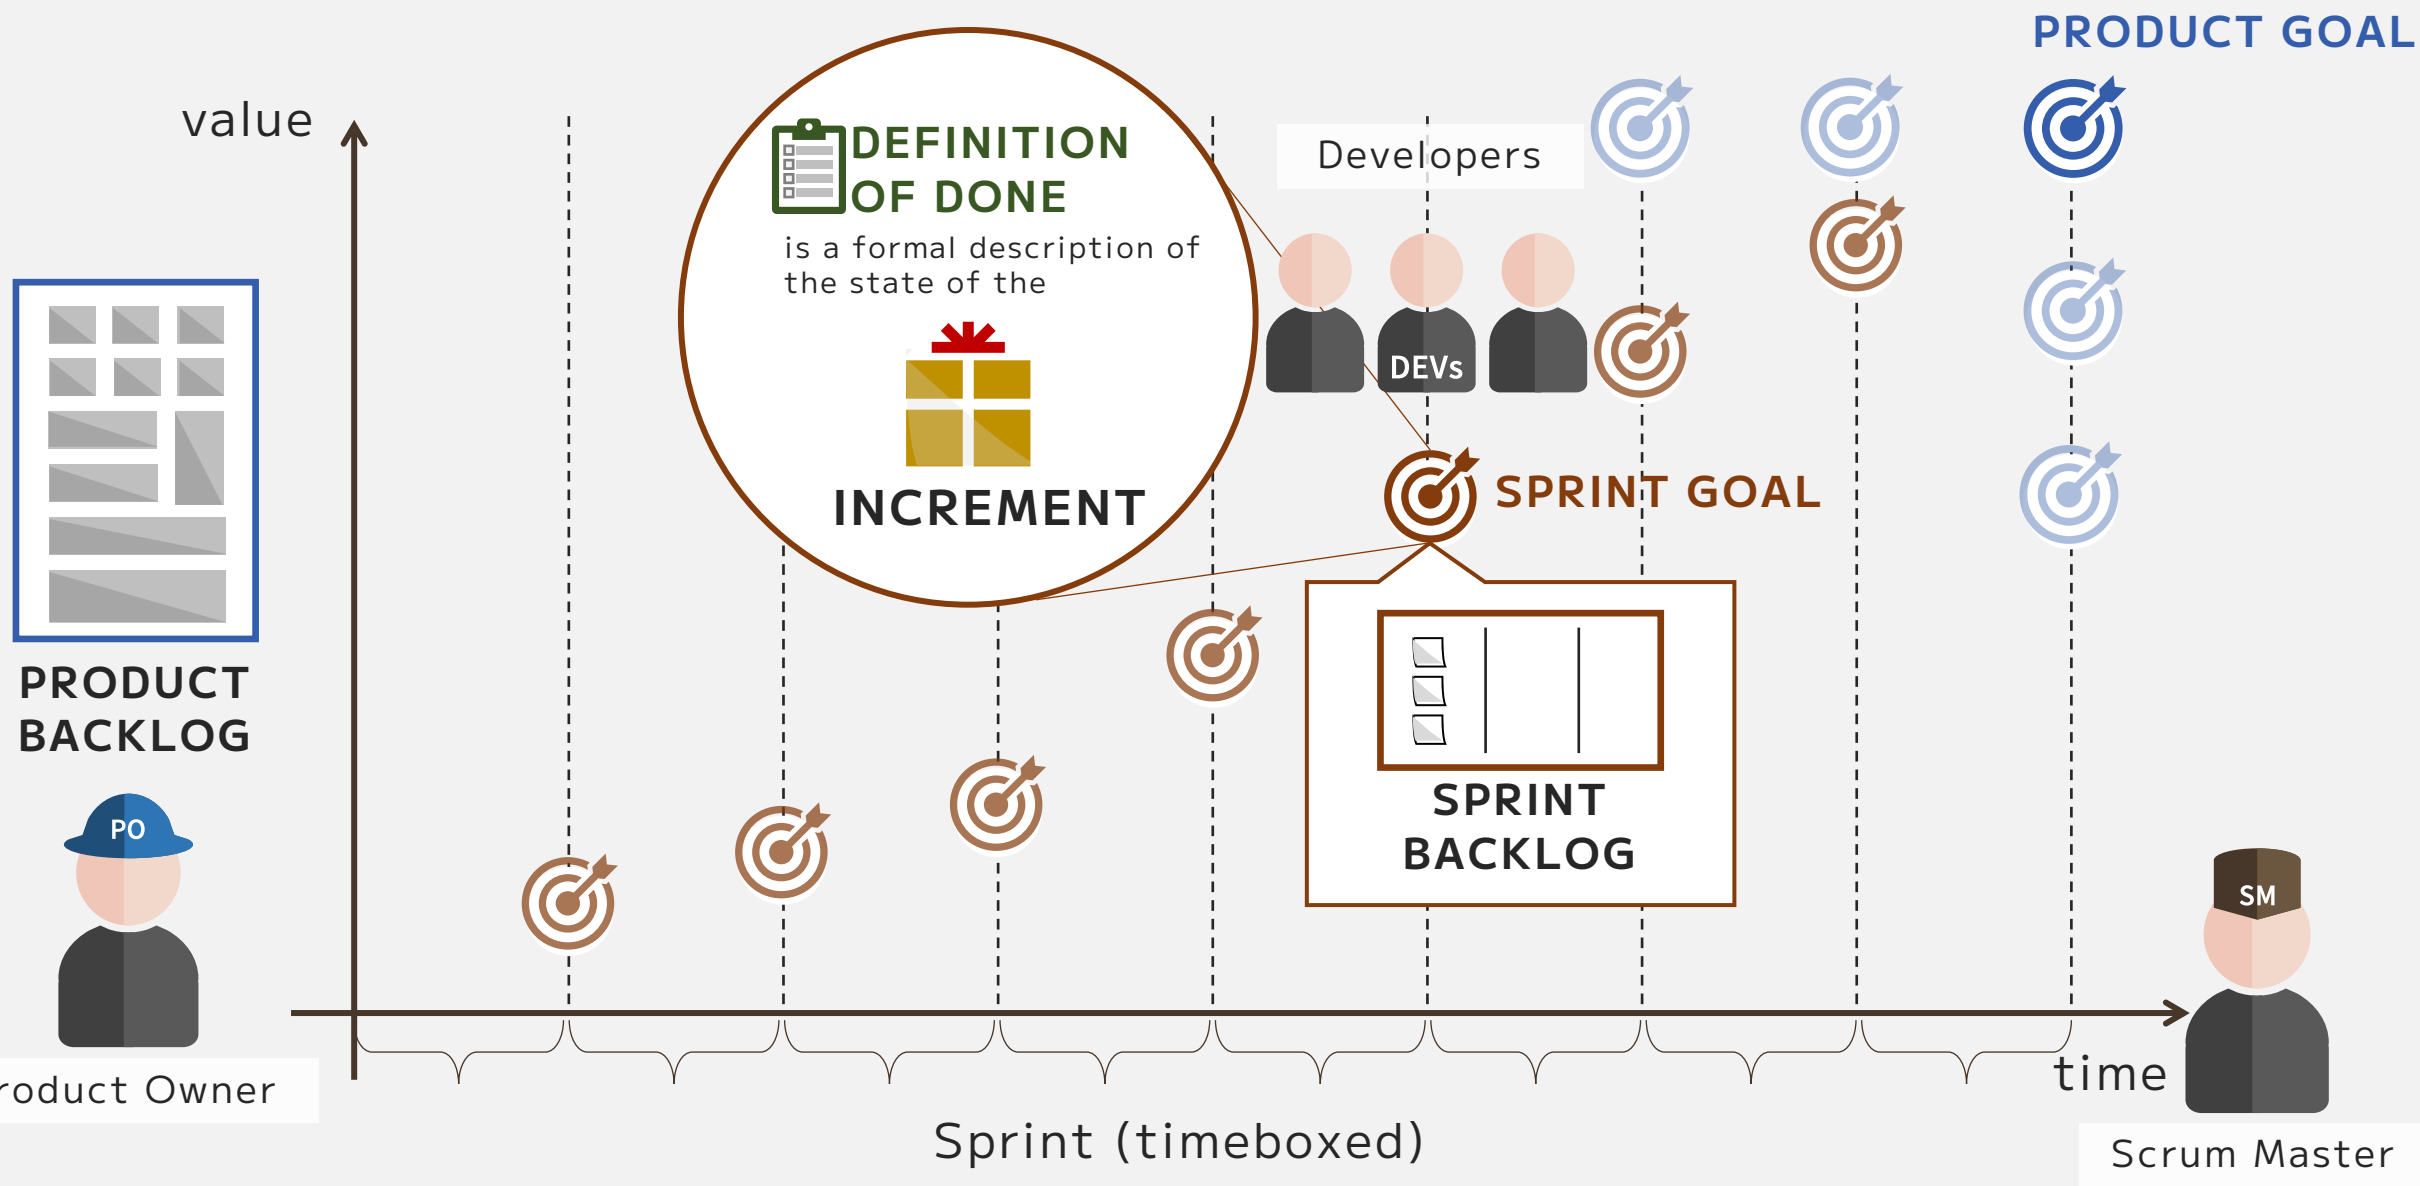 PRODUCT GOAL
value
DEFINITION
OF DONE
is a formal description of
the state of the
INCREMENT
Developers
DEVs
SPRINT GOAL
SPRINT
BACKLOG
PRODUCT
BACKLOG
PO
roduct Owner
SM
time
Sprint (timeboxed)
Scrum Master